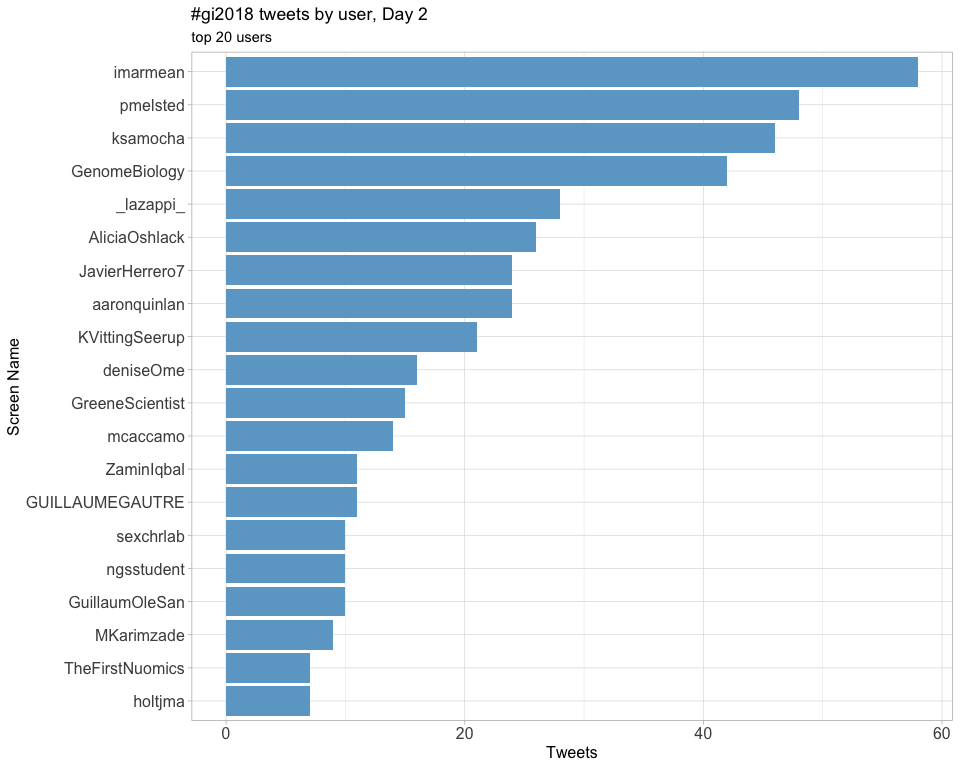 #gi2018 tweets by user, Day 2
top 20 users
Screen Name
imarmean
pmelsted
ksamocha
GenomeBiology
_lazappi_
AliciaOshlack
JavierHerrero7
aaronquinlan
KVittingSeerup
deniseOme
GreeneScientist
mcaccamo
ZaminIqbal
GUILLAUMEGAUTRE
sexchrlab
ngsstudent
GuillaumOleSan
MKarimzade
TheFirstNuomics
holtjma
0 20 40 60
Tweets